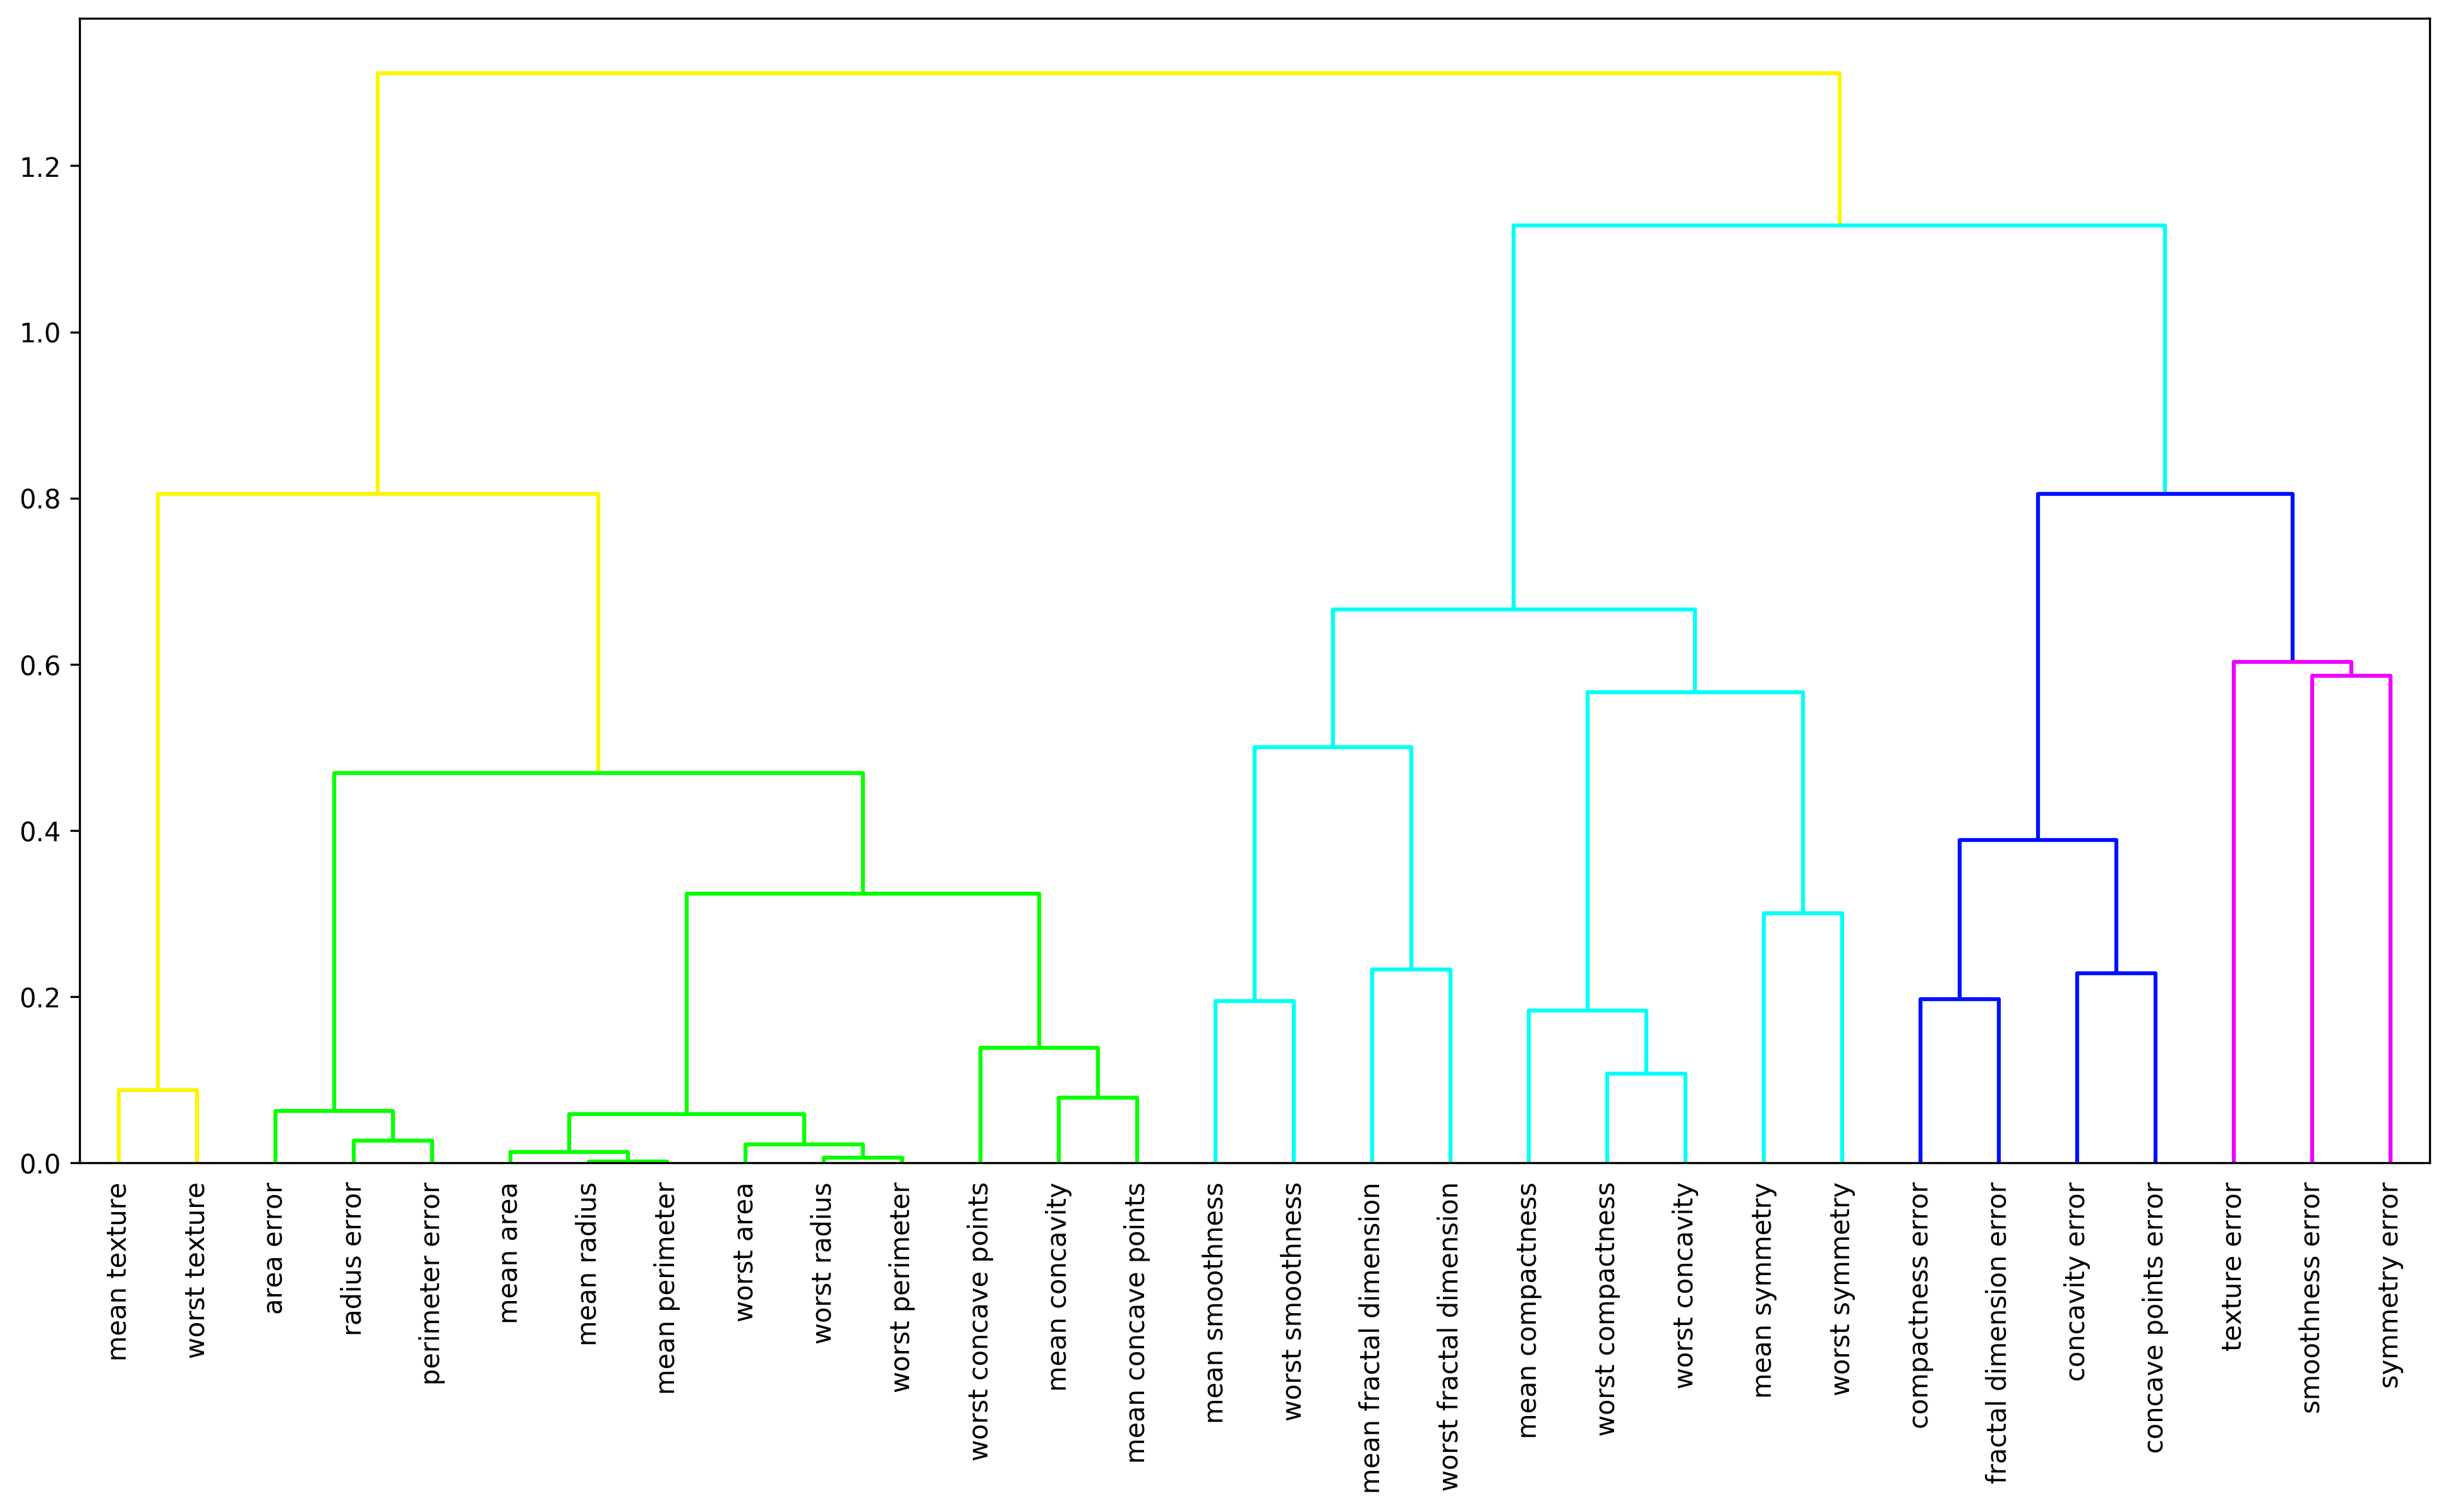 1.2
1.0
0.8
0.6
0.4
0.2
0.0
mean texture
worst texture
area error
radius error
perimeter error
mean area
mean radius
mean perimeter
worst area
worst radius
worst perimeter
worst concave points
mean concavity
mean concave points
mean smoothness
worst smoothness
mean fractal dimension
worst fractal dimension
mean compactness
worst compactness
worst concavity
mean symmetry
worst symmetry
compactness error
fractal dimension error
concavity error
concave points error
texture error
smoothness error
symmetry error